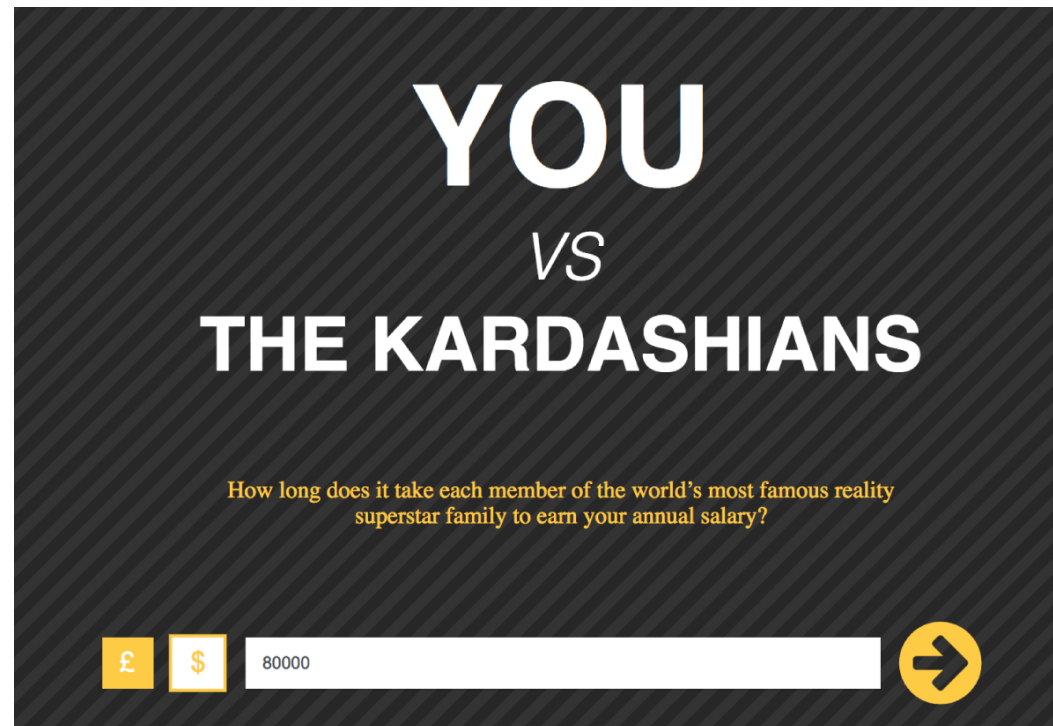 YOU
VS
THE KARDASHIANS
How long does it take each member of the world’s most famous reality
superstar family to earn your annual salary?
£ $ 80000